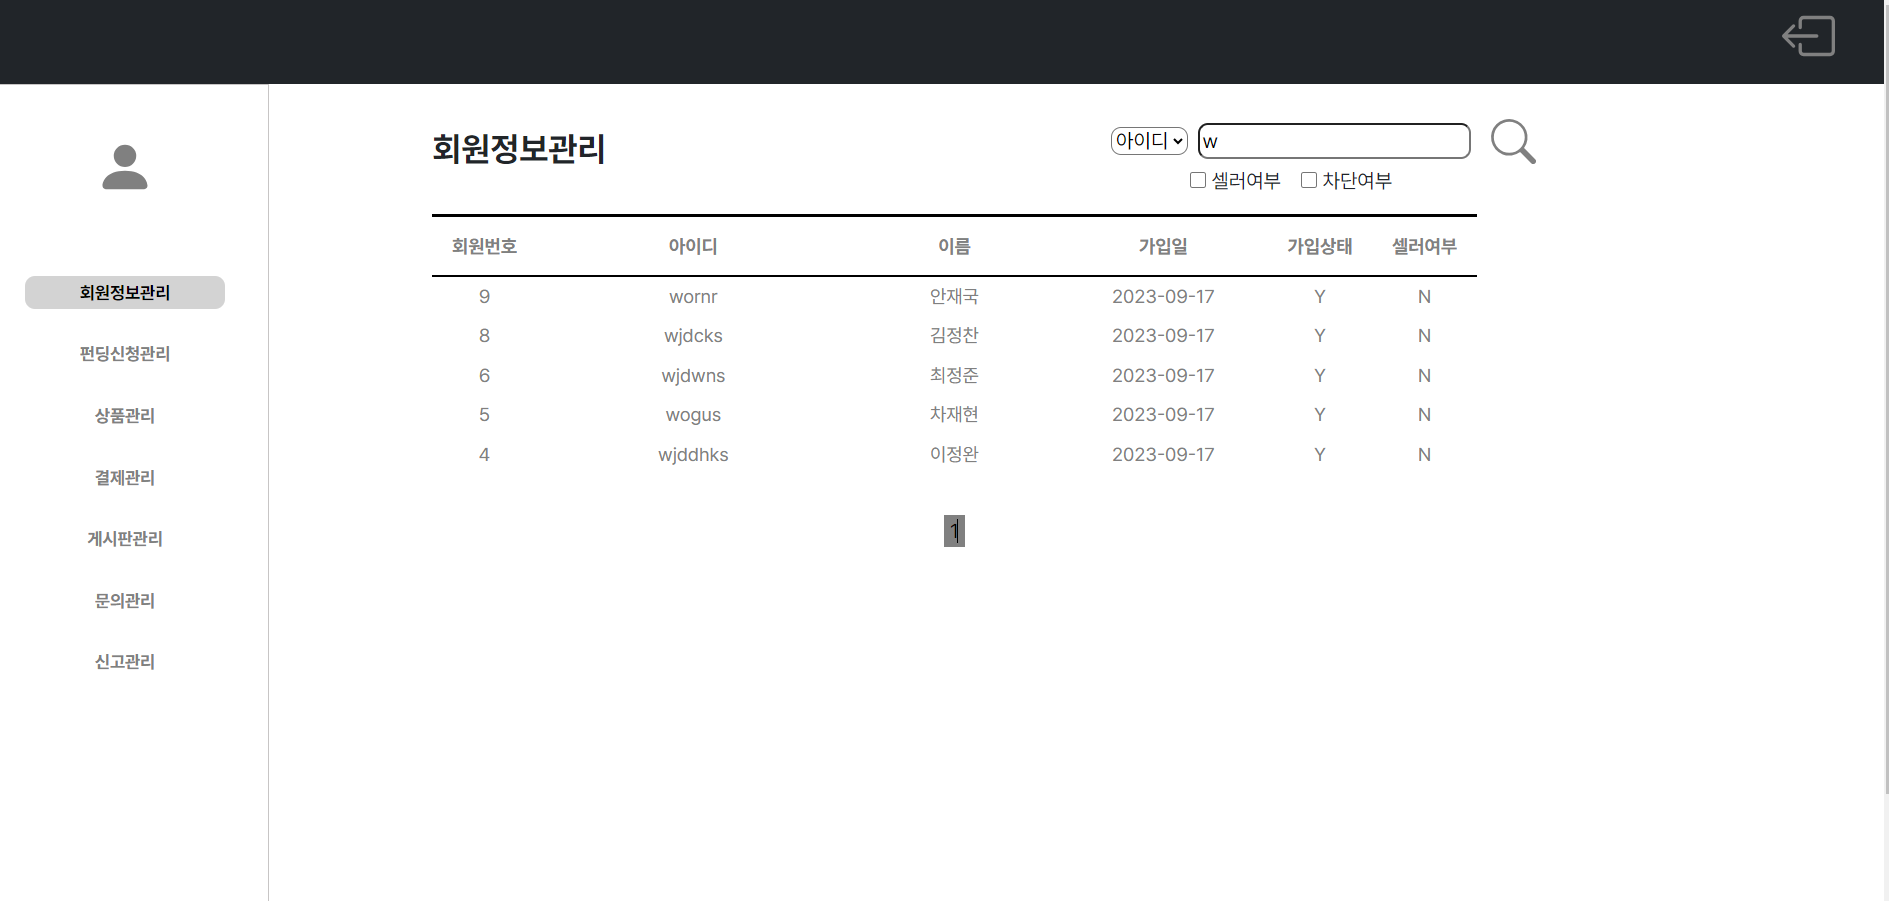 회원정보관리
펀딩신청관리
상품관리
결제관리
게시판관리
문의관리
신고관리
회원정보관리
아이디 w
셀러여부 차단여부
회원번호 아이디 이름 가입일 가입상태 셀러여부
9 wornr 안재국 2023-09-17 Y N
8 wjdcks 김정찬 2023-09-17 Y N
6 wjdwns 최정준 2023-09-17 Y N
5 wogus 차재현 2023-09-17 Y N
4 wjddhks 이정완 2023-09-17 Y N
1